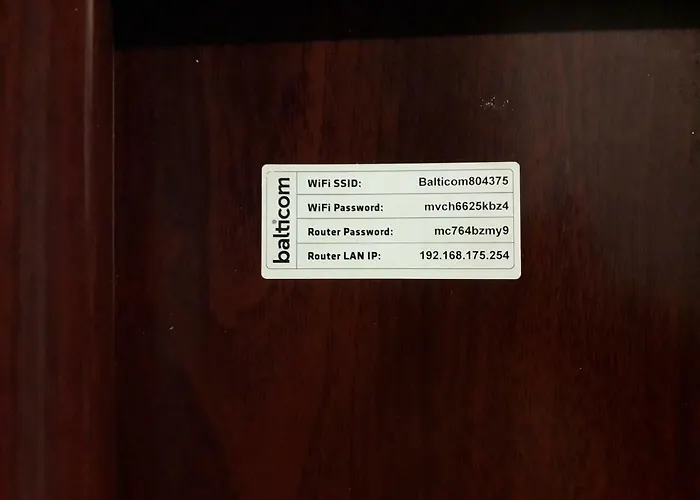 balticom
WiFi SSID: Balticom804375
WiFi Password: mvch6625kbz4
Router Password: mc764bzmy9
Router LAN IP: 192.168.175.254